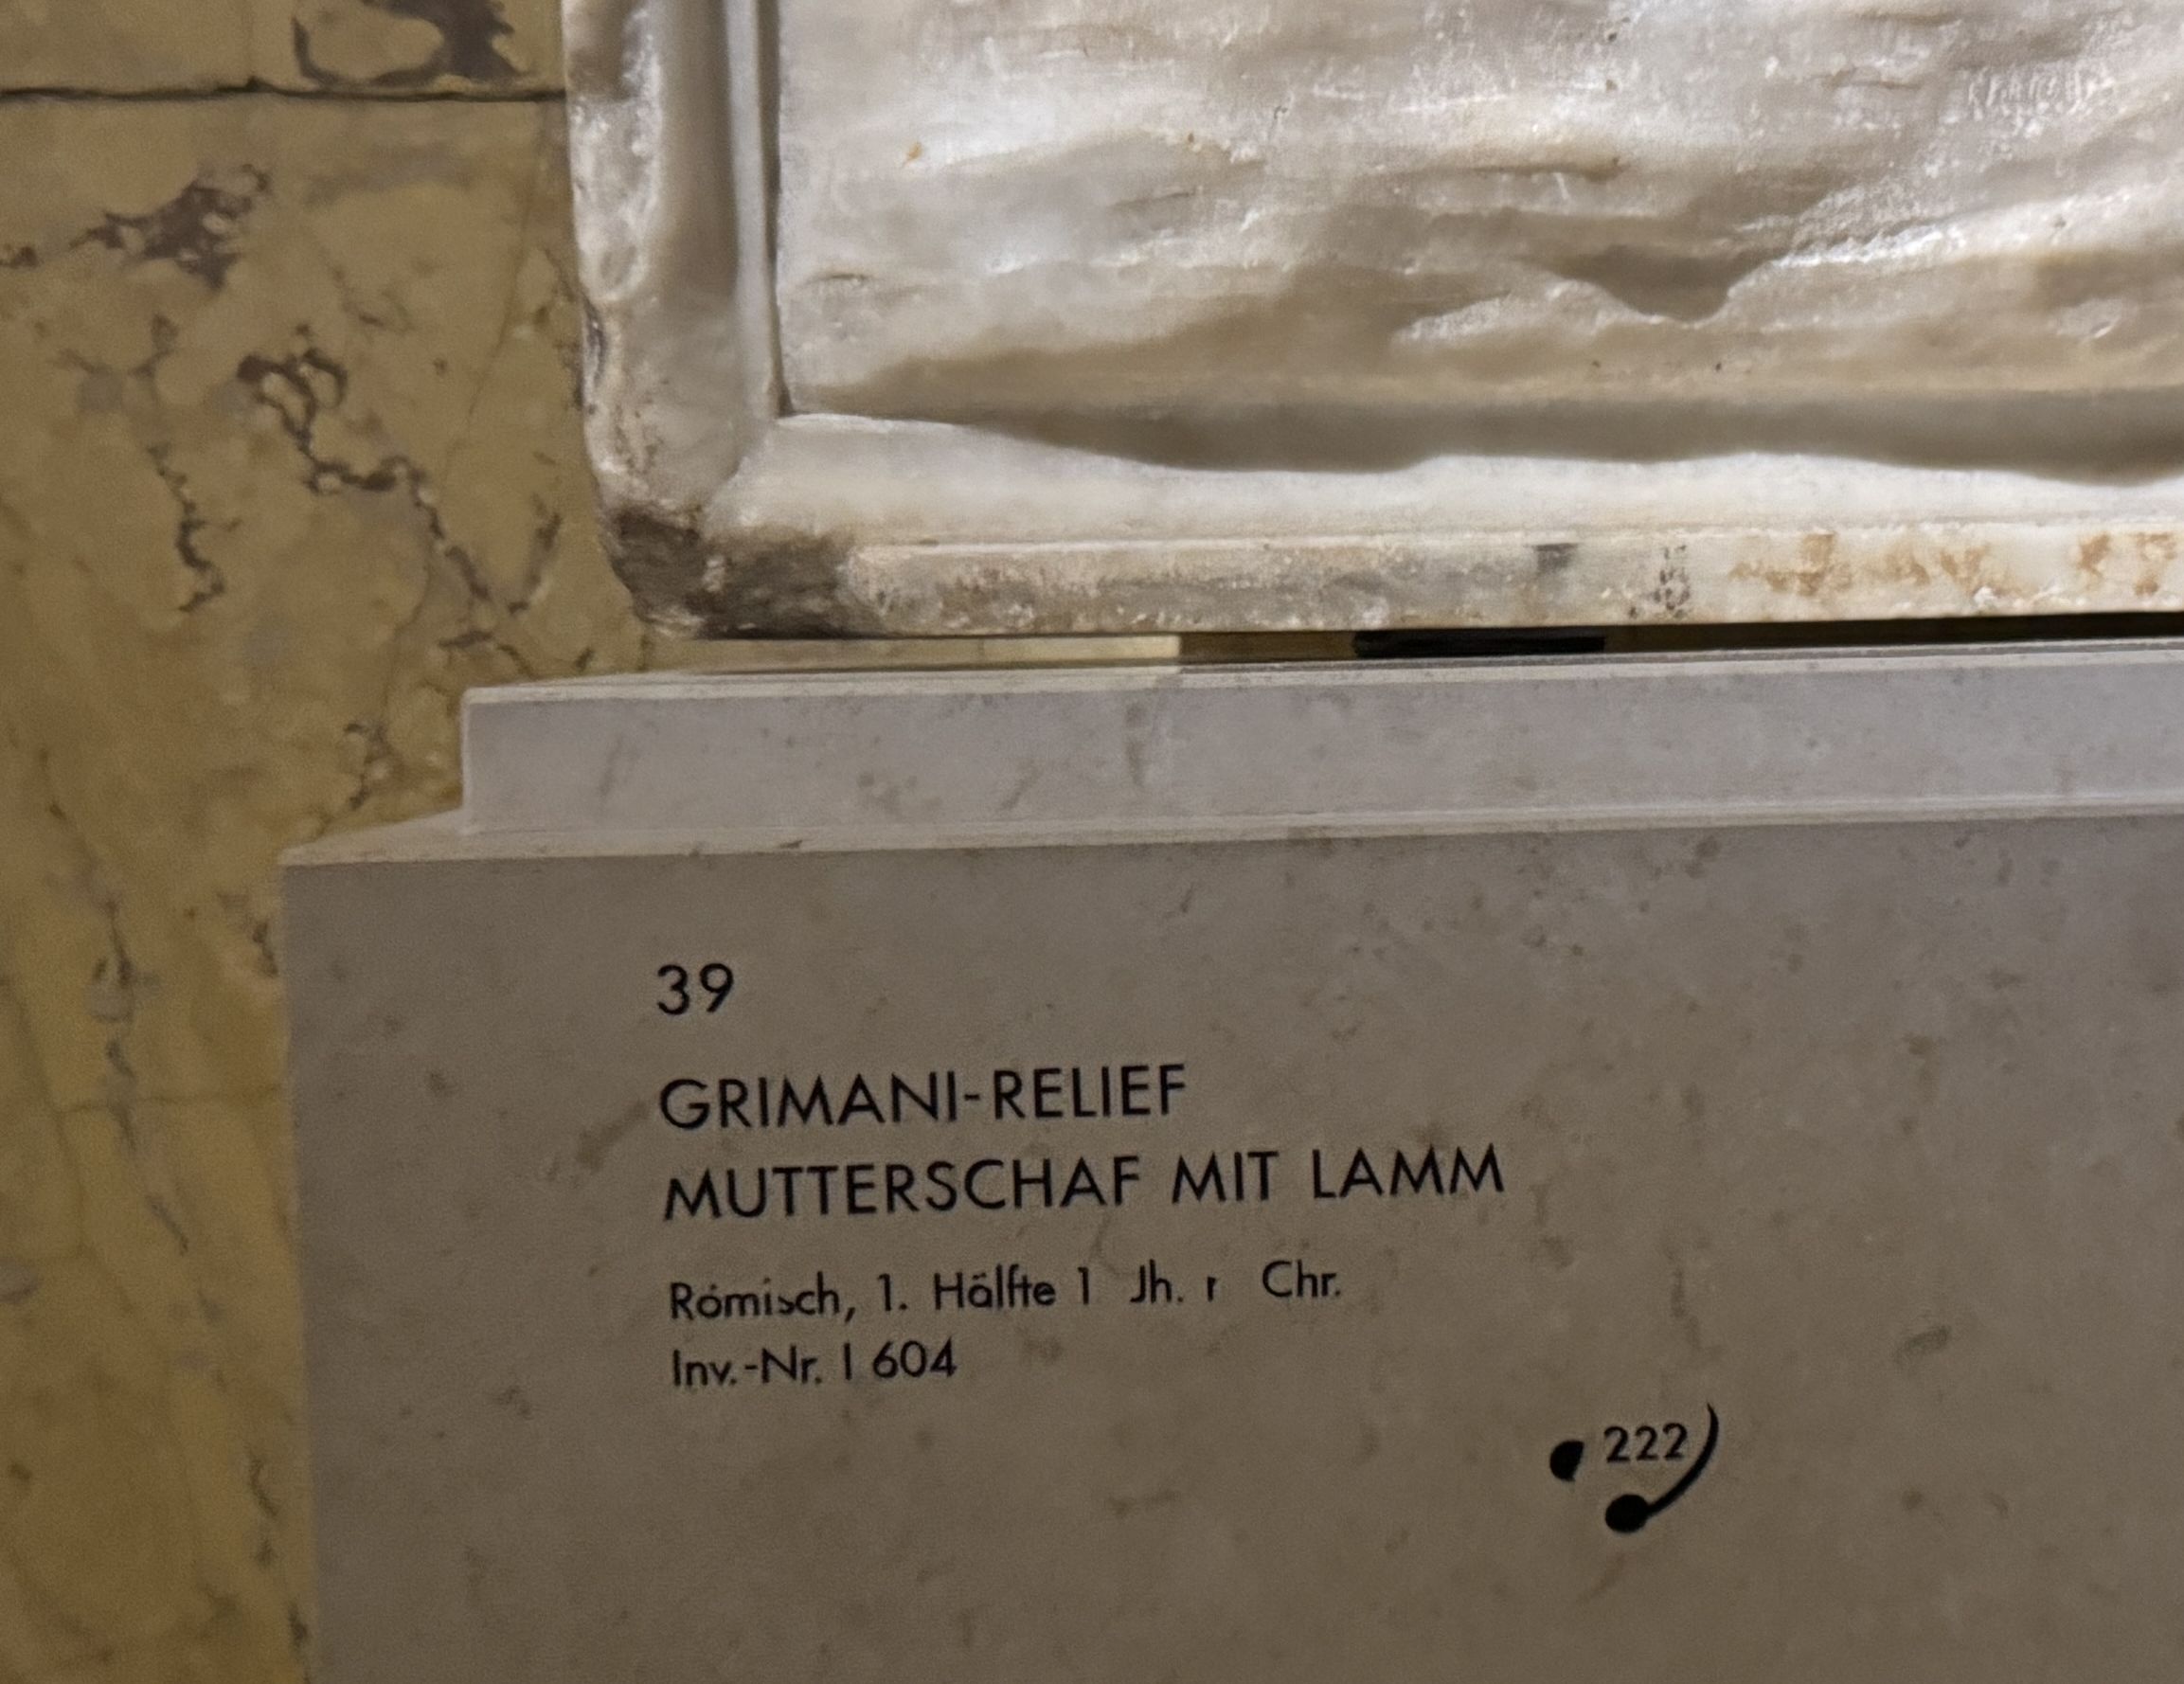 39
GRIMANI-RELIEF
MUTTERSCHAF MIT LAMM
Römisch, 1. Hälfte 1 Jh. r Chr.
Inv.-Nr. I 604
222